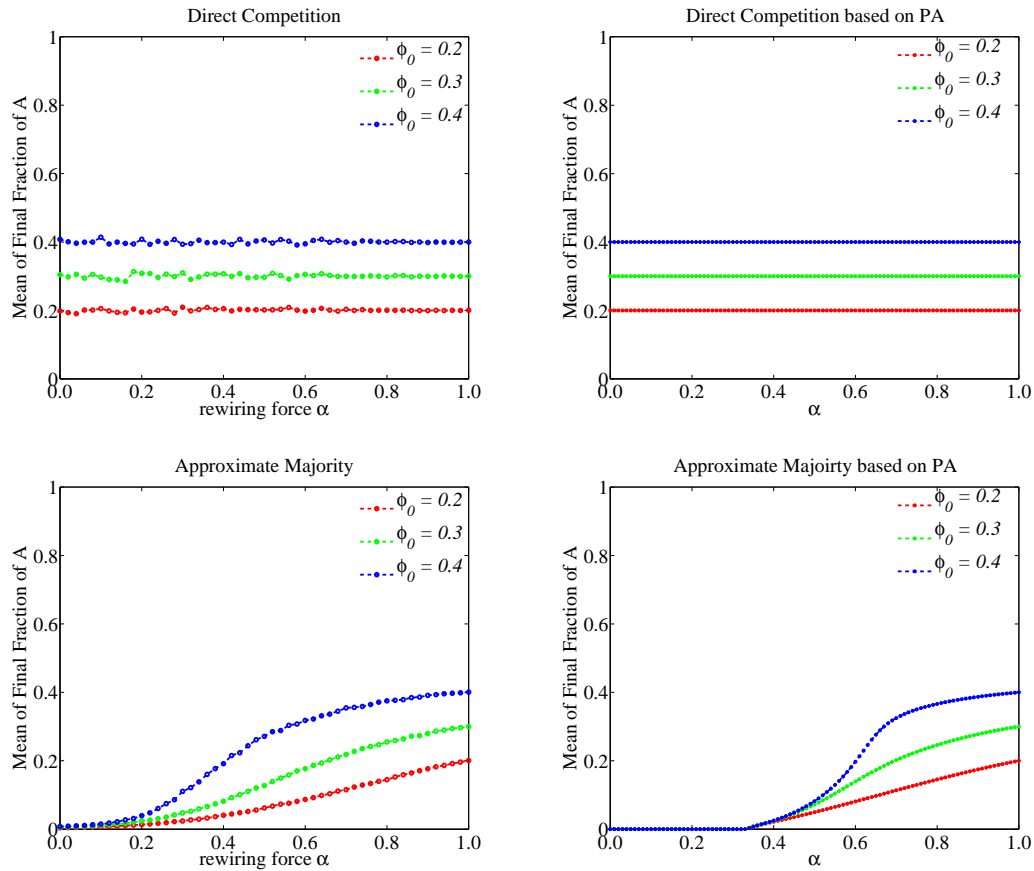 Direct Competition
1
0.8
0.6
0.4
0.2
0
0.0 0.2 0.4 0.6 0.8 1.0
Mean of Final Fraction of A
rewiring force α
ϕ0 = 0.2
ϕ0 = 0.3
ϕ0 = 0.4
Direct Competition based on PA
1
0.8
0.6
0.4
0.2
0
0.0 0.2 0.4 0.6 0.8 1.0
Mean of Final Fraction of A
α
ϕ0 = 0.2
ϕ0 = 0.3
ϕ0 = 0.4
Approximate Majority
1
0.8
0.6
0.4
0.2
0
0.0 0.2 0.4 0.6 0.8 1.0
Mean of Final Fraction of A
rewiring force α
ϕ0 = 0.2
ϕ0 = 0.3
ϕ0 = 0.4
Approximate Majoirty based on PA
1
0.8
0.6
0.4
0.2
0
0.0 0.2 0.4 0.6 0.8 1.0
Mean of Final Fraction of A
α
ϕ0 = 0.2
ϕ0 = 0.3
ϕ0 = 0.4